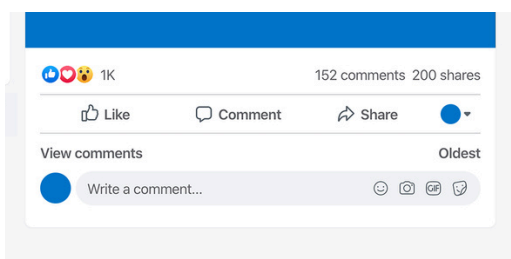 1K 152 comments 200 shares
Like Comment Share
View comments Oldest
Write a comment... GIF